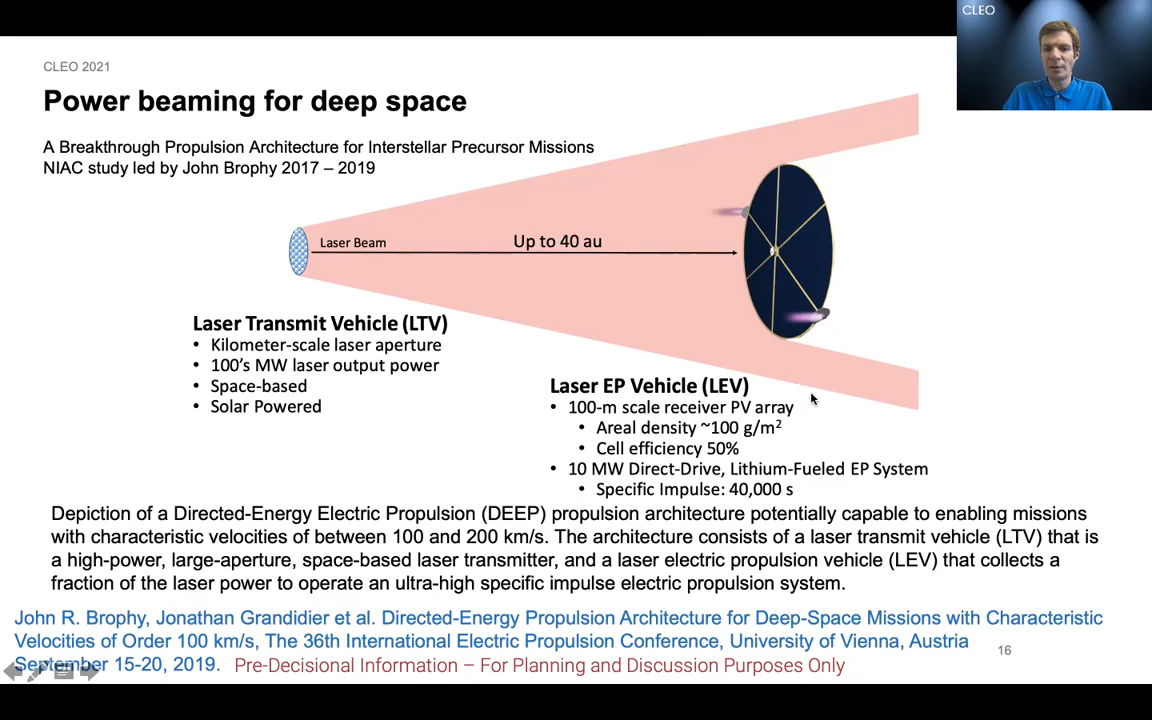 CLEO
CLEO 2021
Power beaming for deep space
A Breakthrough Propulsion Architecture for Interstellar Precursor Missions
NIAC study led by John Brophy 2017 – 2019
Laser Beam
Up to 40 au
Laser Transmit Vehicle (LTV)
• Kilometer-scale laser aperture
• 100’s MW laser output power
• Space-based
• Solar Powered
Laser EP Vehicle (LEV)
• 100-m scale receiver PV array
• Areal density ~100 g/m²
• Cell efficiency 50%
• 10 MW Direct-Drive, Lithium-Fueled EP System
• Specific Impulse: 40,000 s
Depiction of a Directed-Energy Electric Propulsion (DEEP) propulsion architecture potentially capable to enabling missions
with characteristic velocities of between 100 and 200 km/s. The architecture consists of a laser transmit vehicle (LTV) that is
a high-power, large-aperture, space-based laser transmitter, and a laser electric propulsion vehicle (LEV) that collects a
fraction of the laser power to operate an ultra-high specific impulse electric propulsion system.
John R. Brophy, Jonathan Grandidier et al. Directed-Energy Propulsion Architecture for Deep-Space Missions with Characteristic
Velocities of Order 100 km/s, The 36th International Electric Propulsion Conference, University of Vienna, Austria
September 15-20, 2019. Pre-Decisional Information – For Planning and Discussion Purposes Only
16